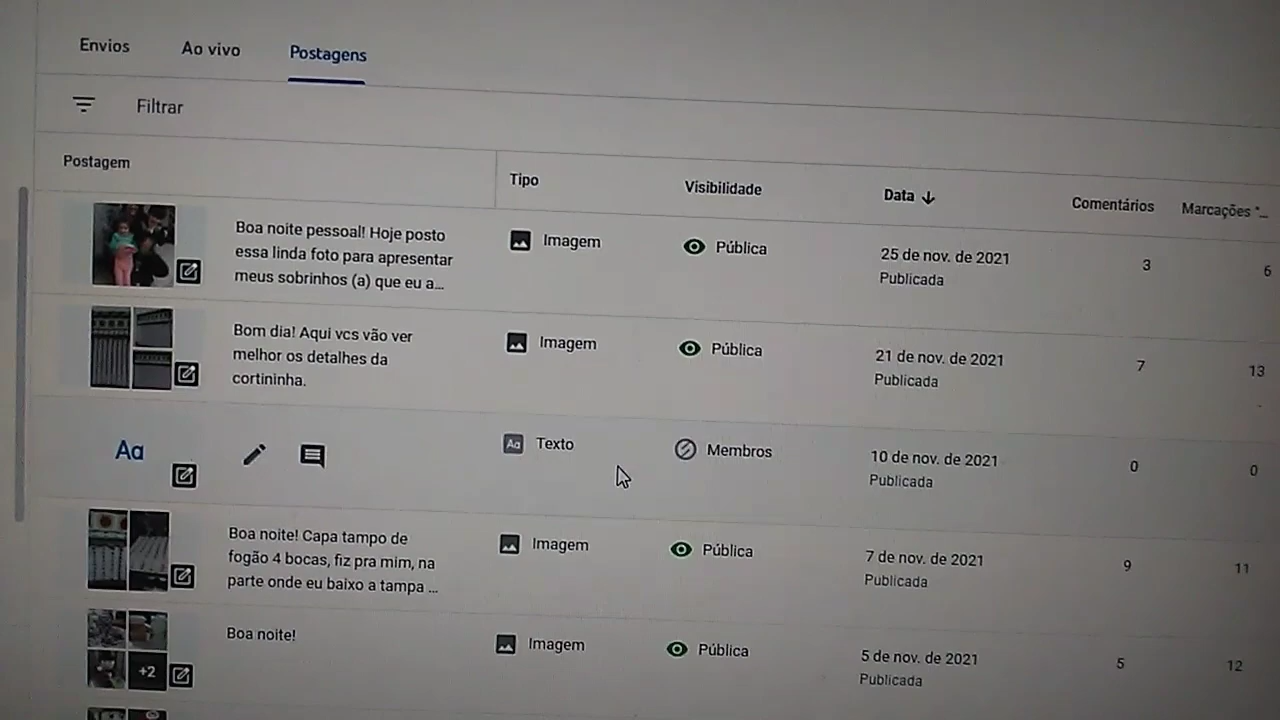 Envios Ao vivo Postagens
Filtrar
Postagem Tipo Visibilidade Data Comentários Marcações "...
Boa noite pessoal! Hoje posto
essa linda foto para apresentar
meus sobrinhos (a) que eu a...
Imagem Pública 25 de nov. de 2021 3 6
Publicada
Bom dia! Aqui vcs vão ver
melhor os detalhes da
cortininha.
Imagem Pública 21 de nov. de 2021 7 13
Publicada
Aa
Aa Texto Membros 10 de nov. de 2021 0 0
Publicada
Boa noite! Capa tampo de
fogão 4 bocas, fiz pra mim, na
parte onde eu baixo a tampa ...
Imagem Pública 7 de nov. de 2021 9 11
Publicada
+2
Boa noite!
Imagem Pública 5 de nov. de 2021 5 12
Publicada